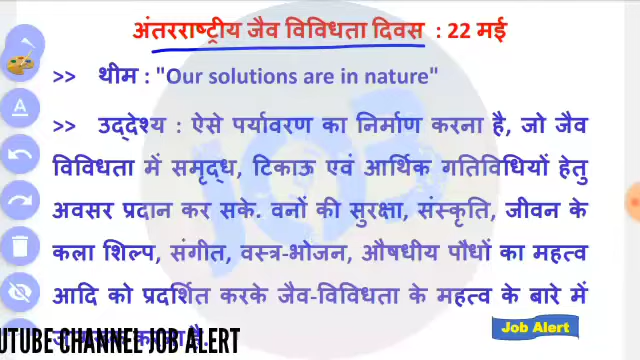 अंतरराष्ट्रीय जैव विविधता दिवस : 22 मई
>> थीम : "Our solutions are in nature"
>> उद्देश्य : ऐसे पर्यावरण का निर्माण करना है, जो जैव
विविधता में समृद्ध, टिकाऊ एवं आर्थिक गतिविधियों हेतु
अवसर प्रदान कर सके. वनों की सुरक्षा, संस्कृति, जीवन के
कला शिल्प, संगीत, वस्त्र-भोजन, औषधीय पौधों का महत्व
आदि को प्रदर्शित करके जैव-विविधता के महत्व के बारे में
है.
Job Alert
UTUBE CHANNEL JOB ALERT
JOB
A